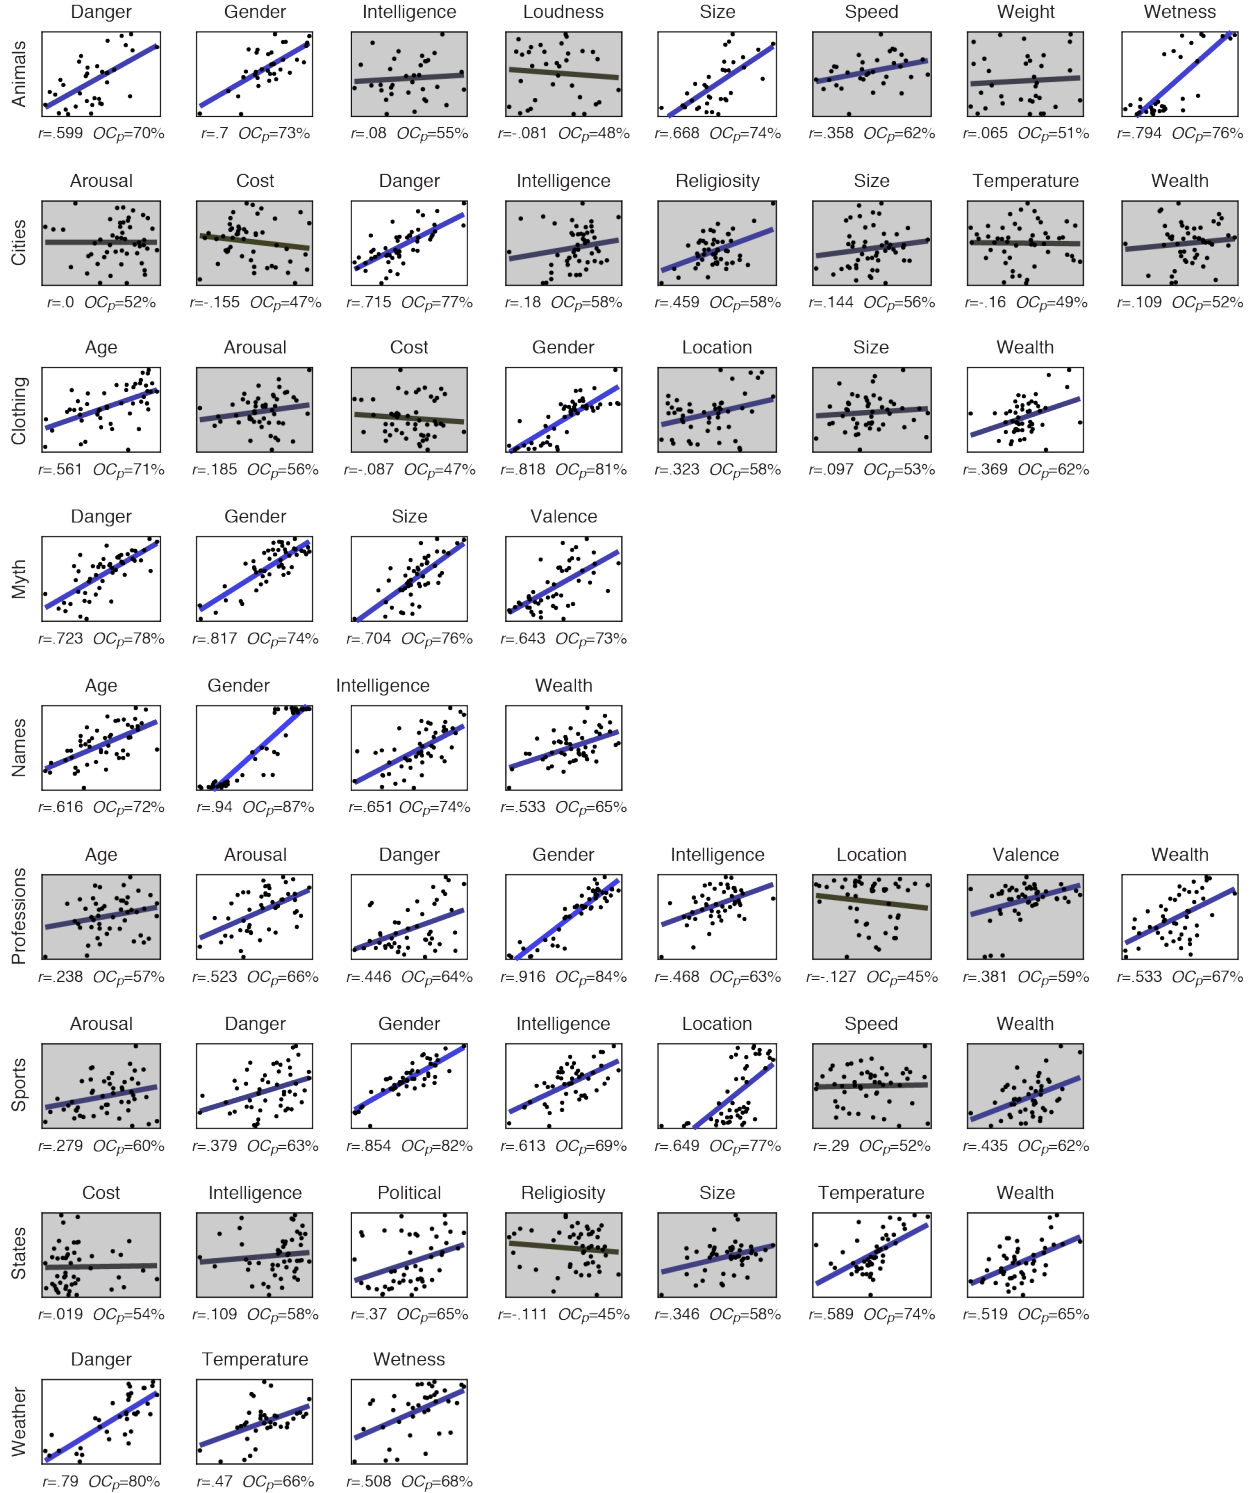 Danger Gender Intelligence Loudness Size Speed Weight Wetness
Animals
r=.599 OCp=70% r=.7 OCp=73% r=.08 OCp=55% r=-.081 OCp=48% r=.668 OCp=74% r=.358 OCp=62% r=.065 OCp=51% r=.794 OCp=76%
Arousal Cost Danger Intelligence Religiosity Size Temperature Wealth
Cities
r=.0 OCp=52% r=-.155 OCp=47% r=.715 OCp=77% r=.18 OCp=58% r=.459 OCp=58% r=.144 OCp=56% r=-.16 OCp=49% r=.109 OCp=52%
Age Arousal Cost Gender Location Size Wealth
Clothing
r=.561 OCp=71% r=.185 OCp=56% r=-.087 OCp=47% r=.818 OCp=81% r=.323 OCp=58% r=.097 OCp=53% r=.369 OCp=62%
Danger Gender Size Valence
Myth
r=.723 OCp=78% r=.817 OCp=74% r=.704 OCp=76% r=.643 OCp=73%
Age Gender Intelligence Wealth
Names
r=.616 OCp=72% r=.94 OCp=87% r=.651 OCp=74% r=.533 OCp=65%
Age Arousal Danger Gender Intelligence Location Valence Wealth
Professions
r=.238 OCp=57% r=.523 OCp=66% r=.446 OCp=64% r=.916 OCp=84% r=.468 OCp=63% r=-.127 OCp=45% r=.381 OCp=59% r=.533 OCp=67%
Arousal Danger Gender Intelligence Location Speed Wealth
Sports
r=.279 OCp=60% r=.379 OCp=63% r=.854 OCp=82% r=.613 OCp=69% r=.649 OCp=77% r=.29 OCp=52% r=.435 OCp=62%
Cost Intelligence Political Religiosity Size Temperature Wealth
States
r=.019 OCp=54% r=.109 OCp=58% r=.37 OCp=65% r=-.111 OCp=45% r=.346 OCp=58% r=.589 OCp=74% r=.519 OCp=65%
Danger Temperature Wetness
Weather
r=.79 OCp=80% r=.47 OCp=66% r=.508 OCp=68%